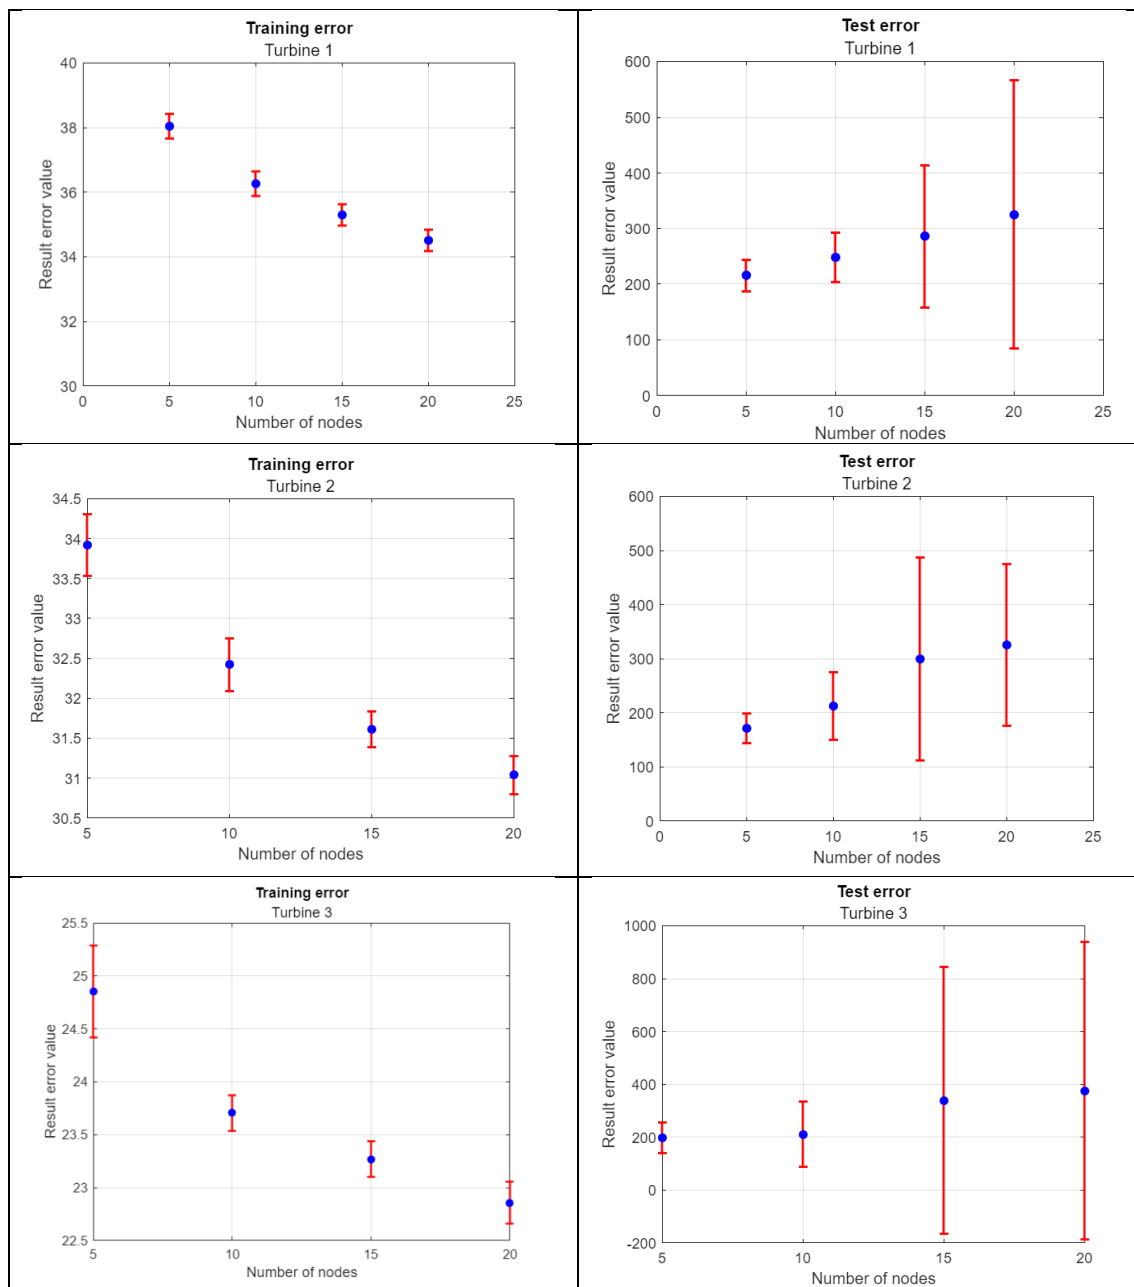 Training error
Turbine 1
40
38
36
34
32
30
Result error value
0 5 10 15 20 25
Number of nodes
Test error
Turbine 1
600
500
400
300
200
100
0
Result error value
0 5 10 15 20 25
Number of nodes
Training error
Turbine 2
34.5
34
33.5
33
32.5
32
31.5
31
30.5
Result error value
5 10 15 20
Number of nodes
Test error
Turbine 2
600
500
400
300
200
100
0
Result error value
0 5 10 15 20 25
Number of nodes
Training error
Turbine 3
25.5
25
24.5
24
23.5
23
22.5
Result error value
5 10 15 20
Number of nodes
Test error
Turbine 3
1000
800
600
400
200
0
-200
Result error value
5 10 15 20
Number of nodes